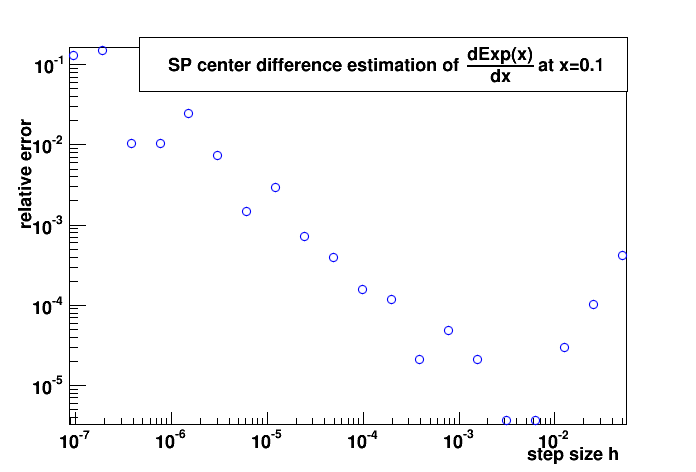 SP center difference estimation of dExp(x)/dx at x=0.1
relative error
10^-1
10^-2
10^-3
10^-4
10^-5
10^-7 10^-6 10^-5 10^-4 10^-3 10^-2
step size h